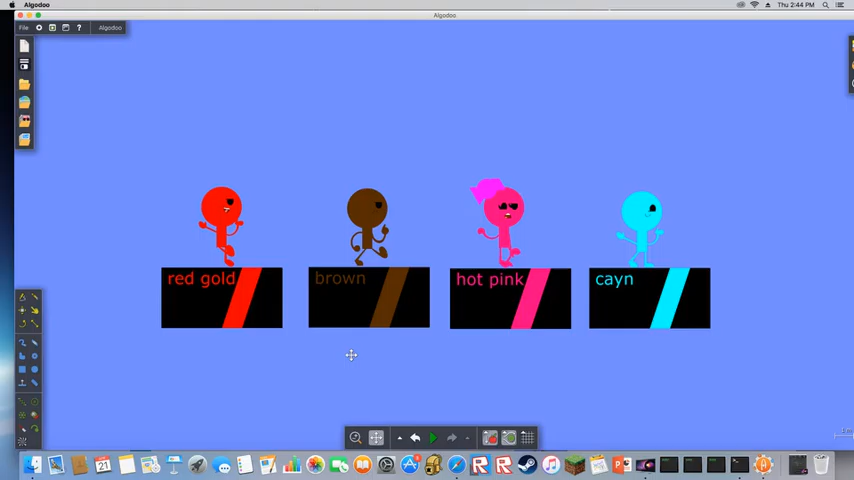 Algodoo
Thu 2:44 PM
Algodoo
File
?
Algodoo
red gold
brown
hot pink
cayn